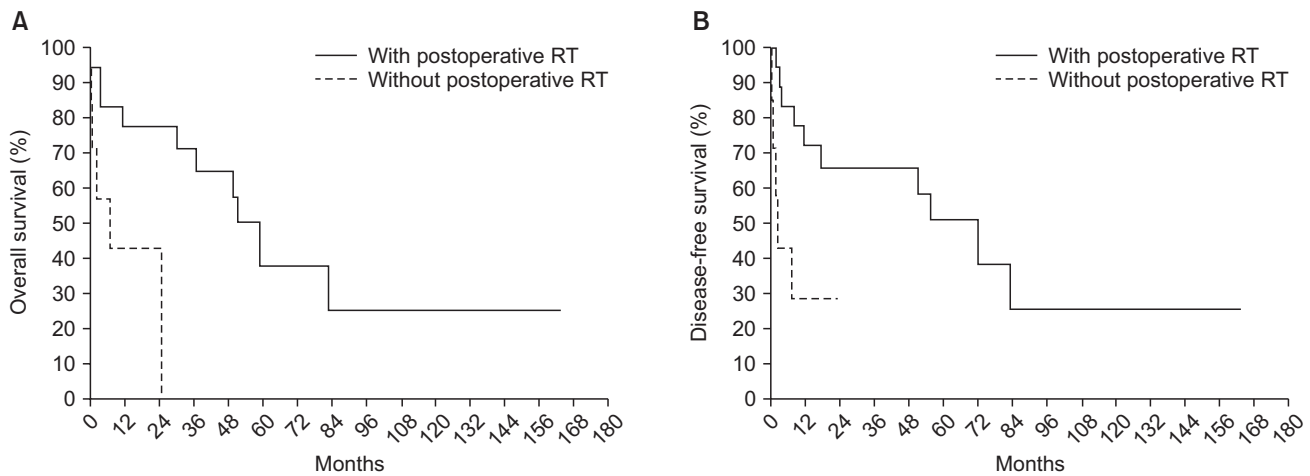 A
With postoperative RT
Without postoperative RT
Overall survival (%)
100
90
80
70
60
50
40
30
20
10
0
0 12 24 36 48 60 72 84 96 108 120 132 144 156 168 180
Months
B
With postoperative RT
Without postoperative RT
Disease-free survival (%)
100
90
80
70
60
50
40
30
20
10
0
0 12 24 36 48 60 72 84 96 108 120 132 144 156 168 180
Months